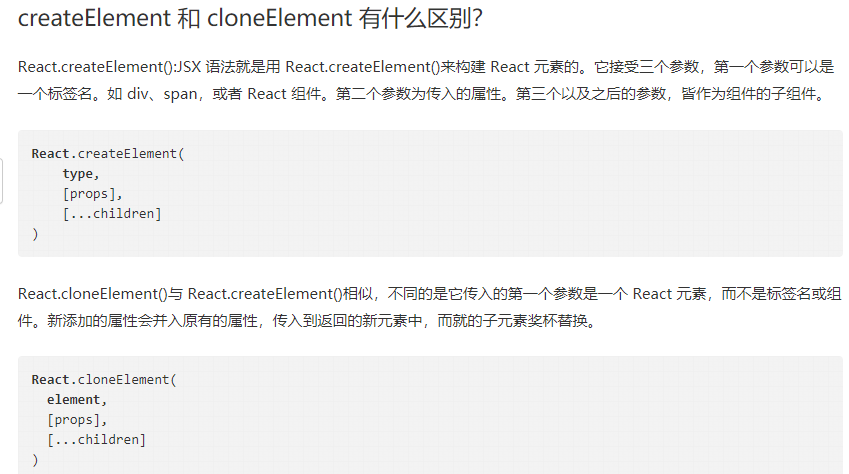 createElement 和 cloneElement 有什么区别?
React.createElement():JSX 语法就是用 React.createElement()来构建 React 元素的。它接受三个参数，第一个参数可以是
一个标签名。如 div、span，或者 React 组件。第二个参数为传入的属性。第三个以及之后的参数，皆作为组件的子组件。
React.createElement(
    type,
    [props],
    [...children]
)
React.cloneElement()与 React.createElement()相似，不同的是它传入的第一个参数是一个 React 元素，而不是标签名或组
件。新添加的属性会并入原有的属性，传入到返回的新元素中，而就的子元素奖杯替换。
React.cloneElement(
  element,
  [props],
  [...children]
)